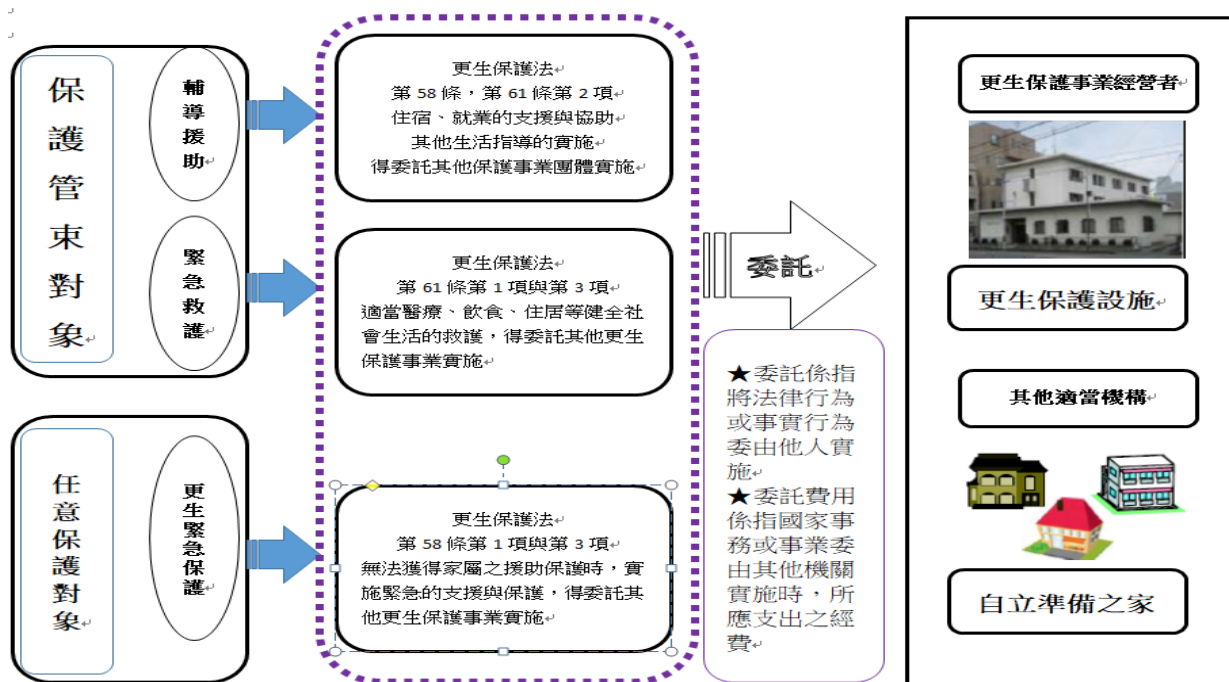 保護管束對象
輔導援助
緊急救護
更生保護法
第 58 條，第 61 條第 2 項
住宿、就業的支援與協助
其他生活指導的實施
得委託其他保護事業團體實施
更生保護法
第 61 條第 1 項與第 3 項
適當醫療、飲食、住居等健全社
會生活的救護，得委託其他更生
保護事業實施
任意保護對象
更生緊急保護
更生保護法
第 58 條第 1 項與第 3 項
無法獲得家屬之援助保護時，實
施緊急的支援與保護，得委託其
他更生保護事業實施
委託
★委託係指
將法律行為
或事實行為
委由他人實
施
★委託費用
係指國家事
務或事業委
由其他機關
實施時，所
應支出之經
費
更生保護事業經營者
更生保護設施
其他適當機構
自立準備之家